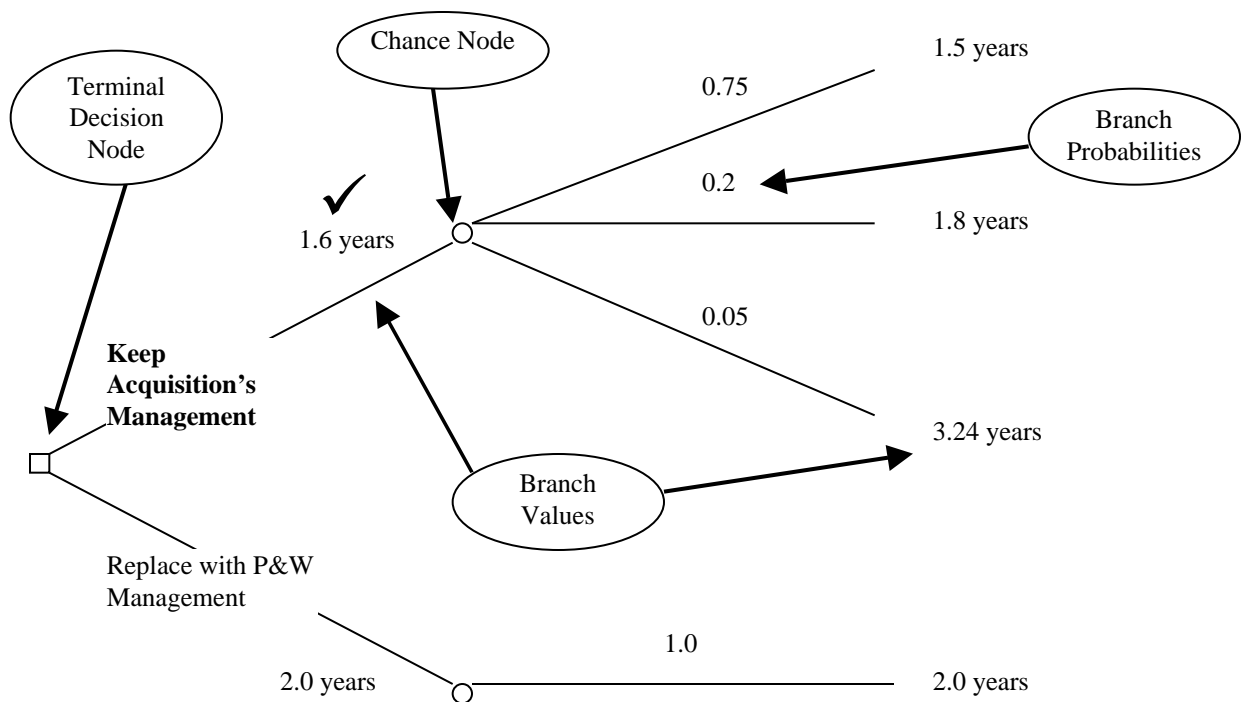 Chance Node
1.5 years
Terminal
Decision
Node
0.75
Branch
Probabilities
0.2
1.6 years
1.8 years
0.05
Keep
Acquisition’s
Management
3.24 years
Branch
Values
Replace with P&W
Management
1.0
2.0 years
2.0 years